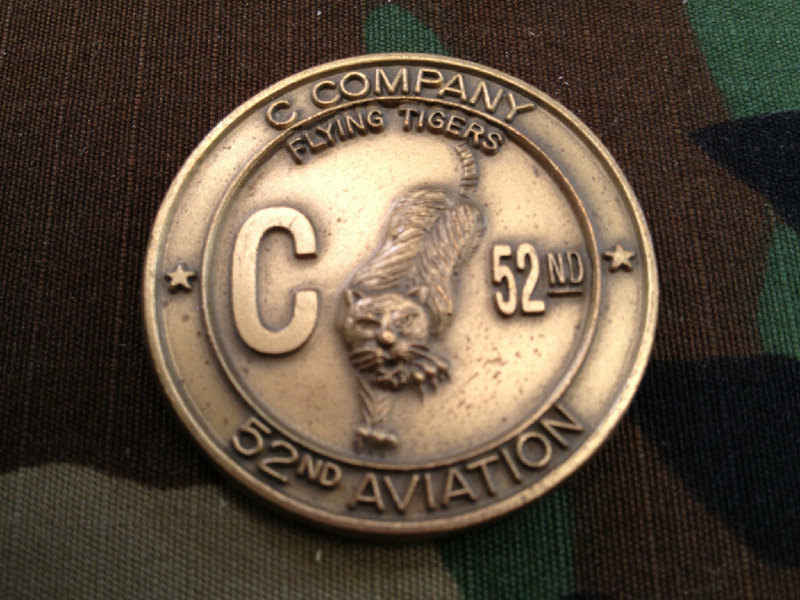 C COMPANY
FLYING TIGERS
C
52ND
52ND AVIATION